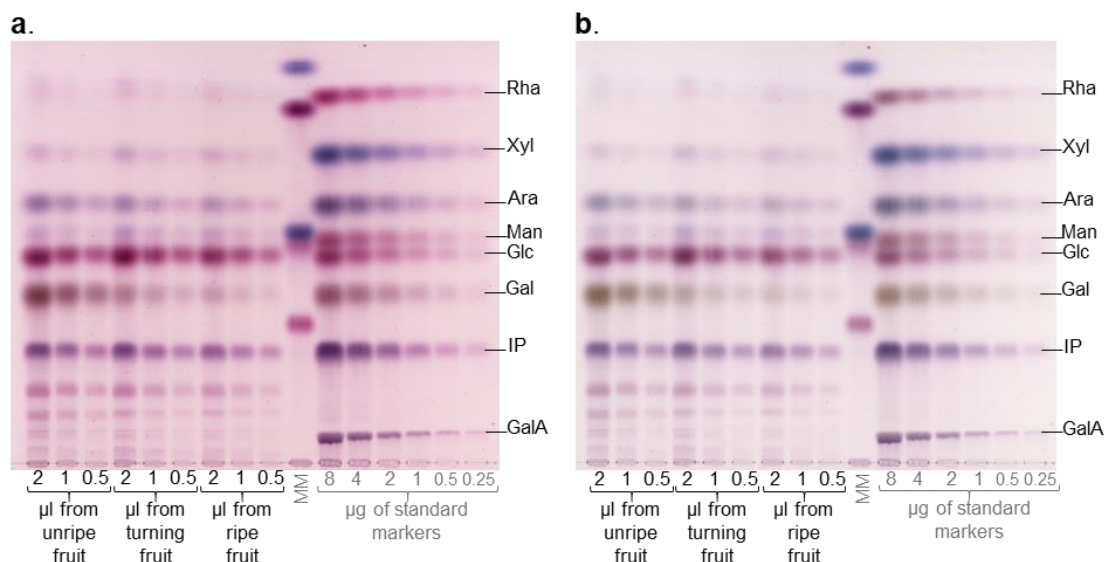 a.
Rha
Xyl
Ara
Man
Glc
Gal
IP
GalA
2 1 0.5 2 1 0.5 2 1 0.5 MM 8 4 2 1 0.5 0.25
µl from unripe fruit
µl from turning fruit
µl from ripe fruit
µg of standard markers
b.
Rha
Xyl
Ara
Man
Glc
Gal
IP
GalA
2 1 0.5 2 1 0.5 2 1 0.5 MM 8 4 2 1 0.5 0.25
µl from unripe fruit
µl from turning fruit
µl from ripe fruit
µg of standard markers